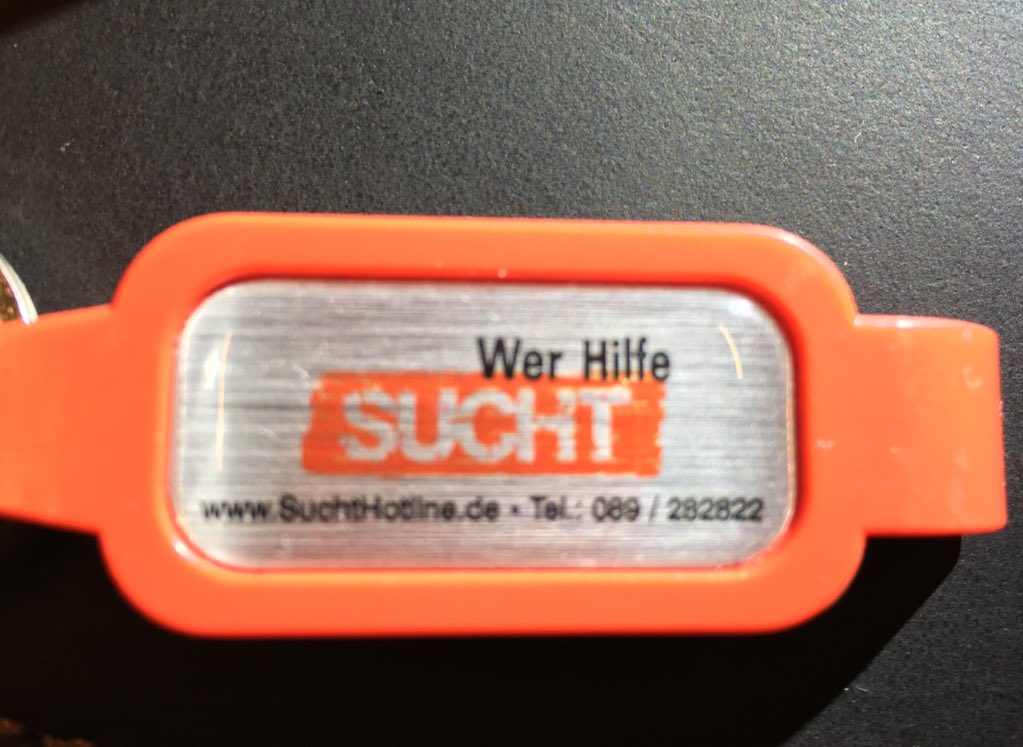 Wer Hilfe
SUCHT
www.SuchtHotline.de • Tel.: 089 / 282822